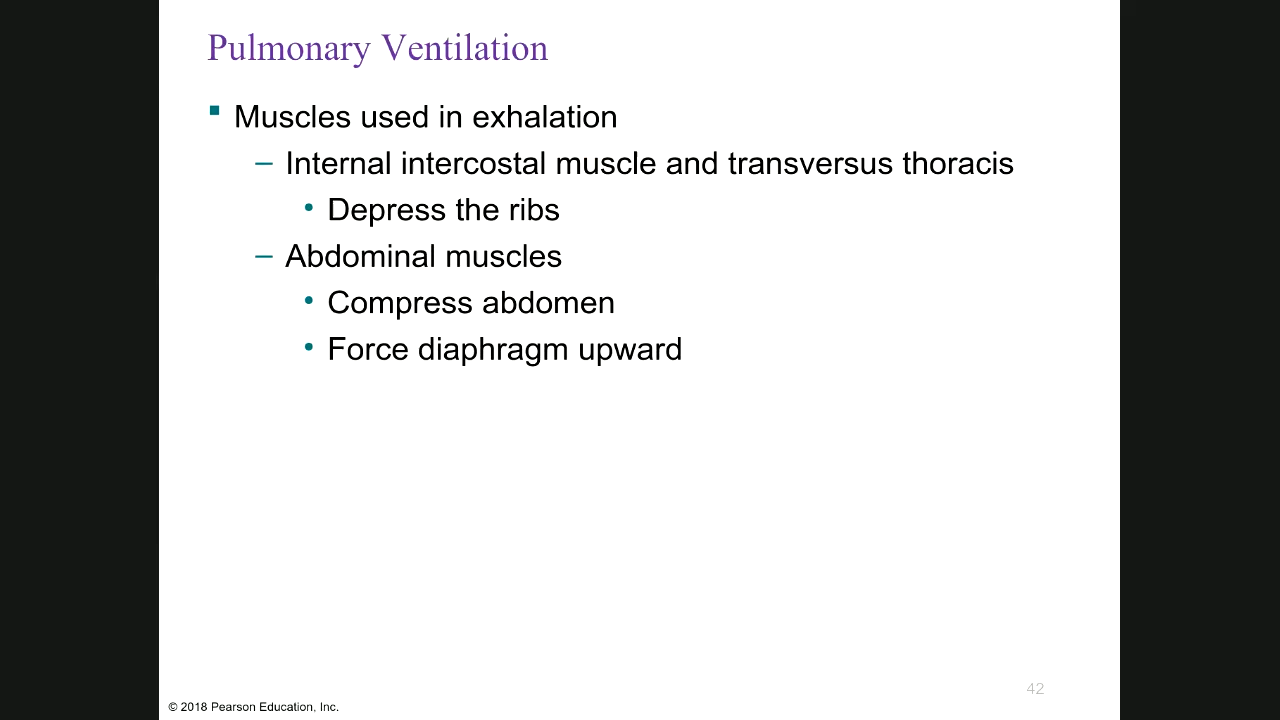 Pulmonary Ventilation
▪ Muscles used in exhalation
– Internal intercostal muscle and transversus thoracis
• Depress the ribs
– Abdominal muscles
• Compress abdomen
• Force diaphragm upward
42
© 2018 Pearson Education, Inc.